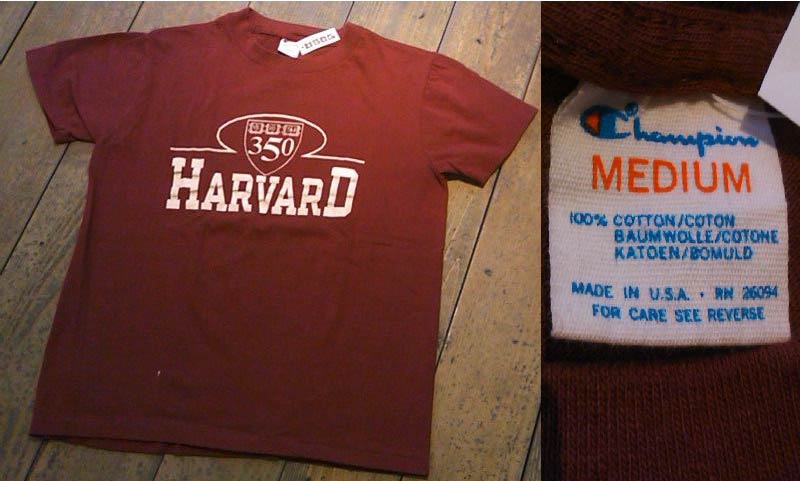 350
HARVARD
Champion
MEDIUM
100% COTTON/COTON
BAUMWOLLE/COTONE
KATOEN/BOMULD
MADE IN U.S.A. · RN 26094
FOR CARE SEE REVERSE